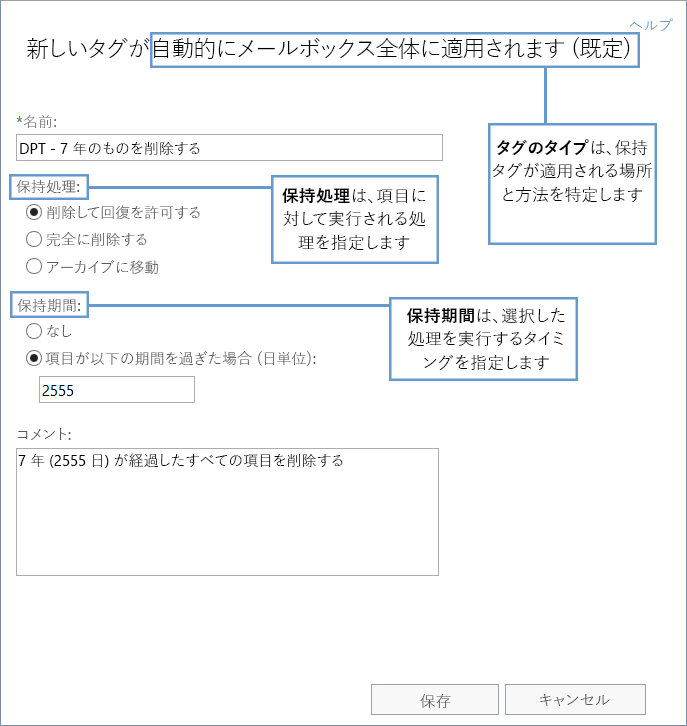 ヘルプ
新しいタグが自動的にメールボックス全体に適用されます (既定)
*名前:
DPT - 7 年のものを削除する
タグのタイプは、保持
タグが適用される場所
と方法を特定します
保持処理:
削除して回復を許可する
完全に削除する
アーカイブに移動
保持処理は、項目に
対して実行される処
理を指定します
保持期間:
なし
項目が以下の期間を過ぎた場合 (日単位):
2555
保持期間は、選択した
処理を実行するタイミ
ングを指定します
コメント:
7 年 (2555 日) が経過したすべての項目を削除する
保存
キャンセル